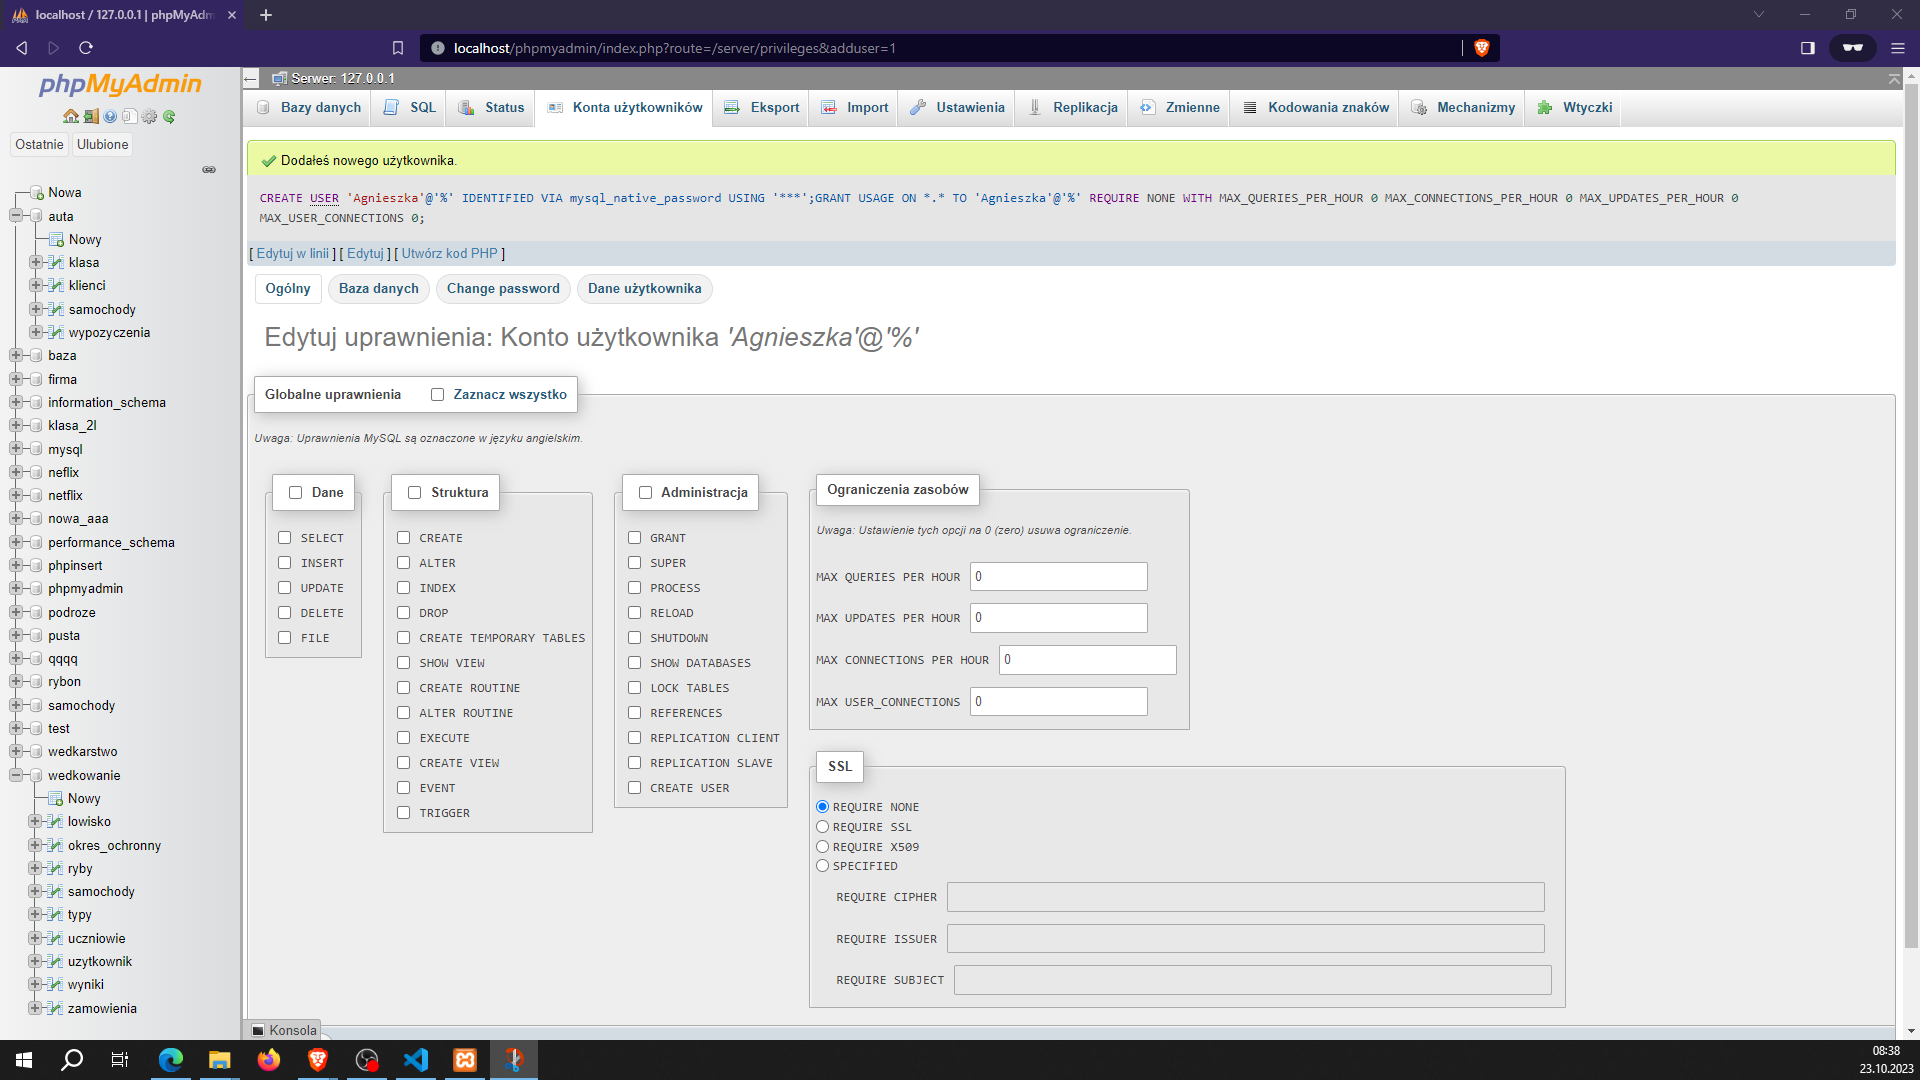 localhost / 127.0.0.1 | phpMyAdm
localhost/phpmyadmin/index.php?route=/server/privileges&adduser=1
phpMyAdmin
Ostatnie
Ulubione
Nowa
auta
Nowy
klasa
klienci
samochody
wypozyczenia
baza
firma
information_schema
klasa_2l
mysql
neflix
netflix
nowa_aaa
performance_schema
phpinsert
phpmyadmin
podroze
pusta
qqqq
rybon
samochody
test
wedkarstwo
wedkowanie
Nowy
lowisko
okres_ochronny
ryby
samochody
typy
uczniowie
uzytkownik
wyniki
zamowienia
Serwer: 127.0.0.1
Bazy danych
SQL
Status
Konta użytkowników
Eksport
Import
Ustawienia
Replikacja
Zmienne
Kodowania znaków
Mechanizmy
Wtyczki
Dodałeś nowego użytkownika.
CREATE USER 'Agnieszka'@'%' IDENTIFIED VIA mysql_native_password USING '***';GRANT USAGE ON *.* TO 'Agnieszka'@'%' REQUIRE NONE WITH MAX_QUERIES_PER_HOUR 0 MAX_CONNECTIONS_PER_HOUR 0 MAX_UPDATES_PER_HOUR 0
MAX_USER_CONNECTIONS 0;
[ Edytuj w linii ] [ Edytuj ] [ Utwórz kod PHP ]
Ogólny
Baza danych
Change password
Dane użytkownika
Edytuj uprawnienia: Konto użytkownika 'Agnieszka'@'%'
Globalne uprawnienia
Zaznacz wszystko
Uwaga: Uprawnienia MySQL są oznaczone w języku angielskim.
Dane
SELECT
INSERT
UPDATE
DELETE
FILE
Struktura
CREATE
ALTER
INDEX
DROP
CREATE TEMPORARY TABLES
SHOW VIEW
CREATE ROUTINE
ALTER ROUTINE
EXECUTE
CREATE VIEW
EVENT
TRIGGER
Administracja
GRANT
SUPER
PROCESS
RELOAD
SHUTDOWN
SHOW DATABASES
LOCK TABLES
REFERENCES
REPLICATION CLIENT
REPLICATION SLAVE
CREATE USER
Ograniczenia zasobów
Uwaga: Ustawienie tych opcji na 0 (zero) usuwa ograniczenie.
MAX QUERIES PER HOUR 0
MAX UPDATES PER HOUR 0
MAX CONNECTIONS PER HOUR 0
MAX USER_CONNECTIONS 0
SSL
REQUIRE NONE
REQUIRE SSL
REQUIRE X509
SPECIFIED
REQUIRE CIPHER
REQUIRE ISSUER
REQUIRE SUBJECT
Konsola
08:38
23.10.2023